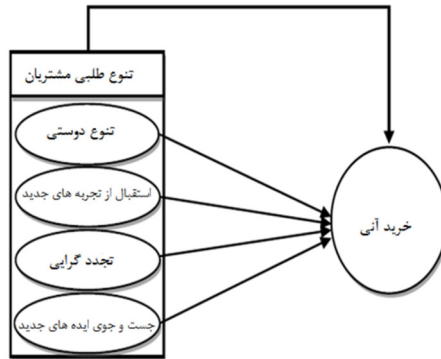 تنوع طلبی مشتریان
تنوع دوستی
استقبال از تجربه های جدید
تجدد گرایی
جست و جوی ایده های جدید
خرید آنی